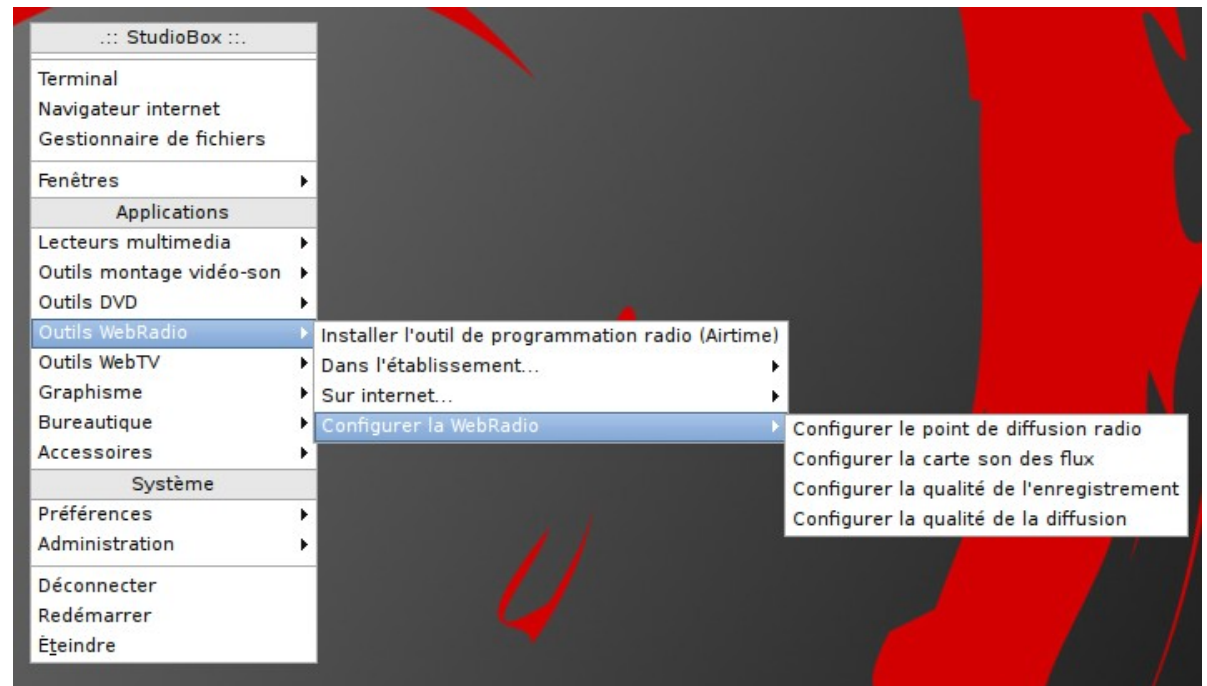 .:: StudioBox ::.
Terminal
Navigateur internet
Gestionnaire de fichiers
Fenêtres
Applications
Lecteurs multimedia
Outils montage vidéo-son
Outils DVD
Outils WebRadio
Outils WebTV
Graphisme
Bureautique
Accessoires
Système
Préférences
Administration
Déconnecter
Redémarrer
Éteindre
Installer l'outil de programmation radio (Airtime)
Dans l'établissement...
Sur internet...
Configurer la WebRadio
Configurer le point de diffusion radio
Configurer la carte son des flux
Configurer la qualité de l'enregistrement
Configurer la qualité de la diffusion